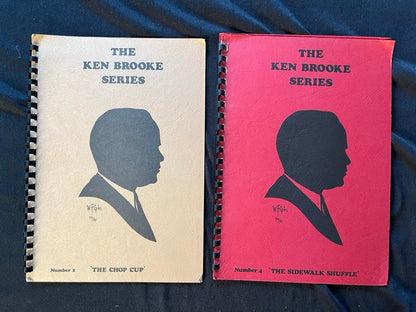 THE
KEN BROOKE
SERIES
Number 2 'THE CHOP CUP'
THE
KEN BROOKE
SERIES
Number 4 'THE SIDEWALK SHUFFLE'